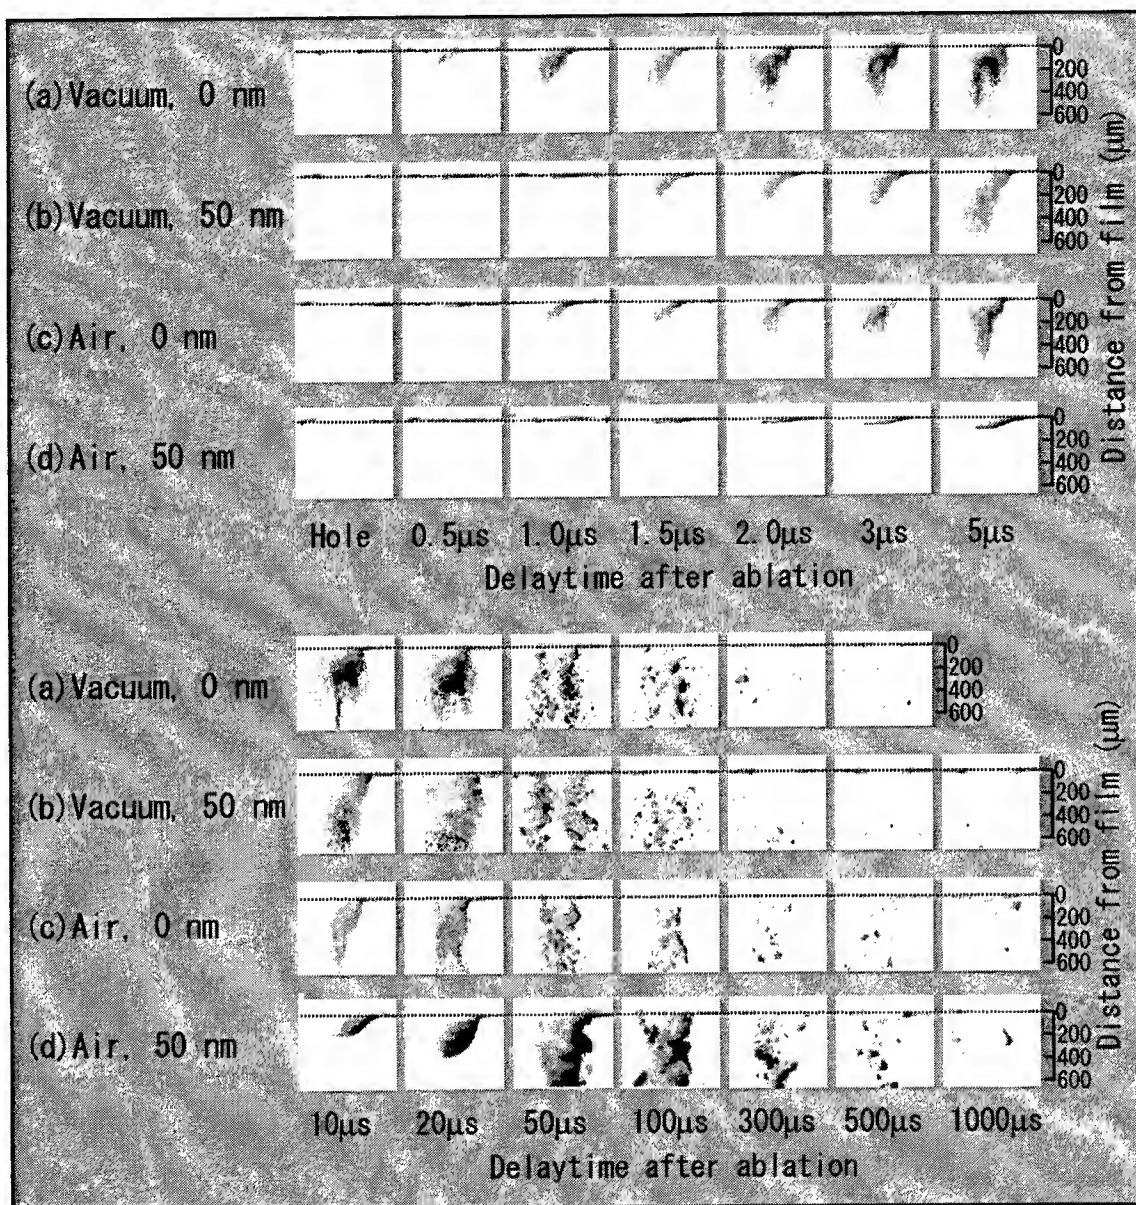 (a)Vacuum, 0 nm
0
200
400
600
(b)Vacuum, 50 nm
0
200
400
600
(c)Air, 0 nm
0
200
400
600
(d)Air, 50 nm
0
200
400
600
Distance from film (μm)
Hole 0.5μs 1.0μs 1.5μs 2.0μs 3μs 5μs
Delaytime after ablation
(a)Vacuum, 0 nm
0
200
400
600
(b)Vacuum, 50 nm
0
200
400
600
(c)Air, 0 nm
0
200
400
600
(d)Air, 50 nm
0
200
400
600
Distance from film (μm)
10μs 20μs 50μs 100μs 300μs 500μs 1000μs
Delaytime after ablation